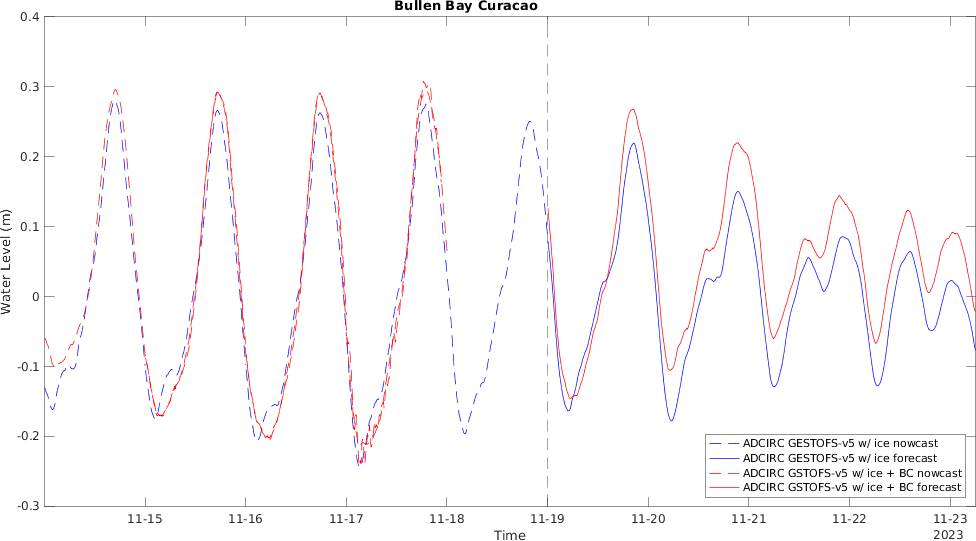 Bullen Bay Curacao
0.4
0.3
0.2
0.1
0
-0.1
-0.2
-0.3
Water Level (m)
11-15
11-16
11-17
11-18
11-19
11-20
11-21
11-22
11-23
2023
Time
ADCIRC GESTOFS-v5 w/ ice nowcast
ADCIRC GESTOFS-v5 w/ ice forecast
ADCIRC GSTOFS-v5 w/ ice + BC nowcast
ADCIRC GSTOFS-v5 w/ ice + BC forecast